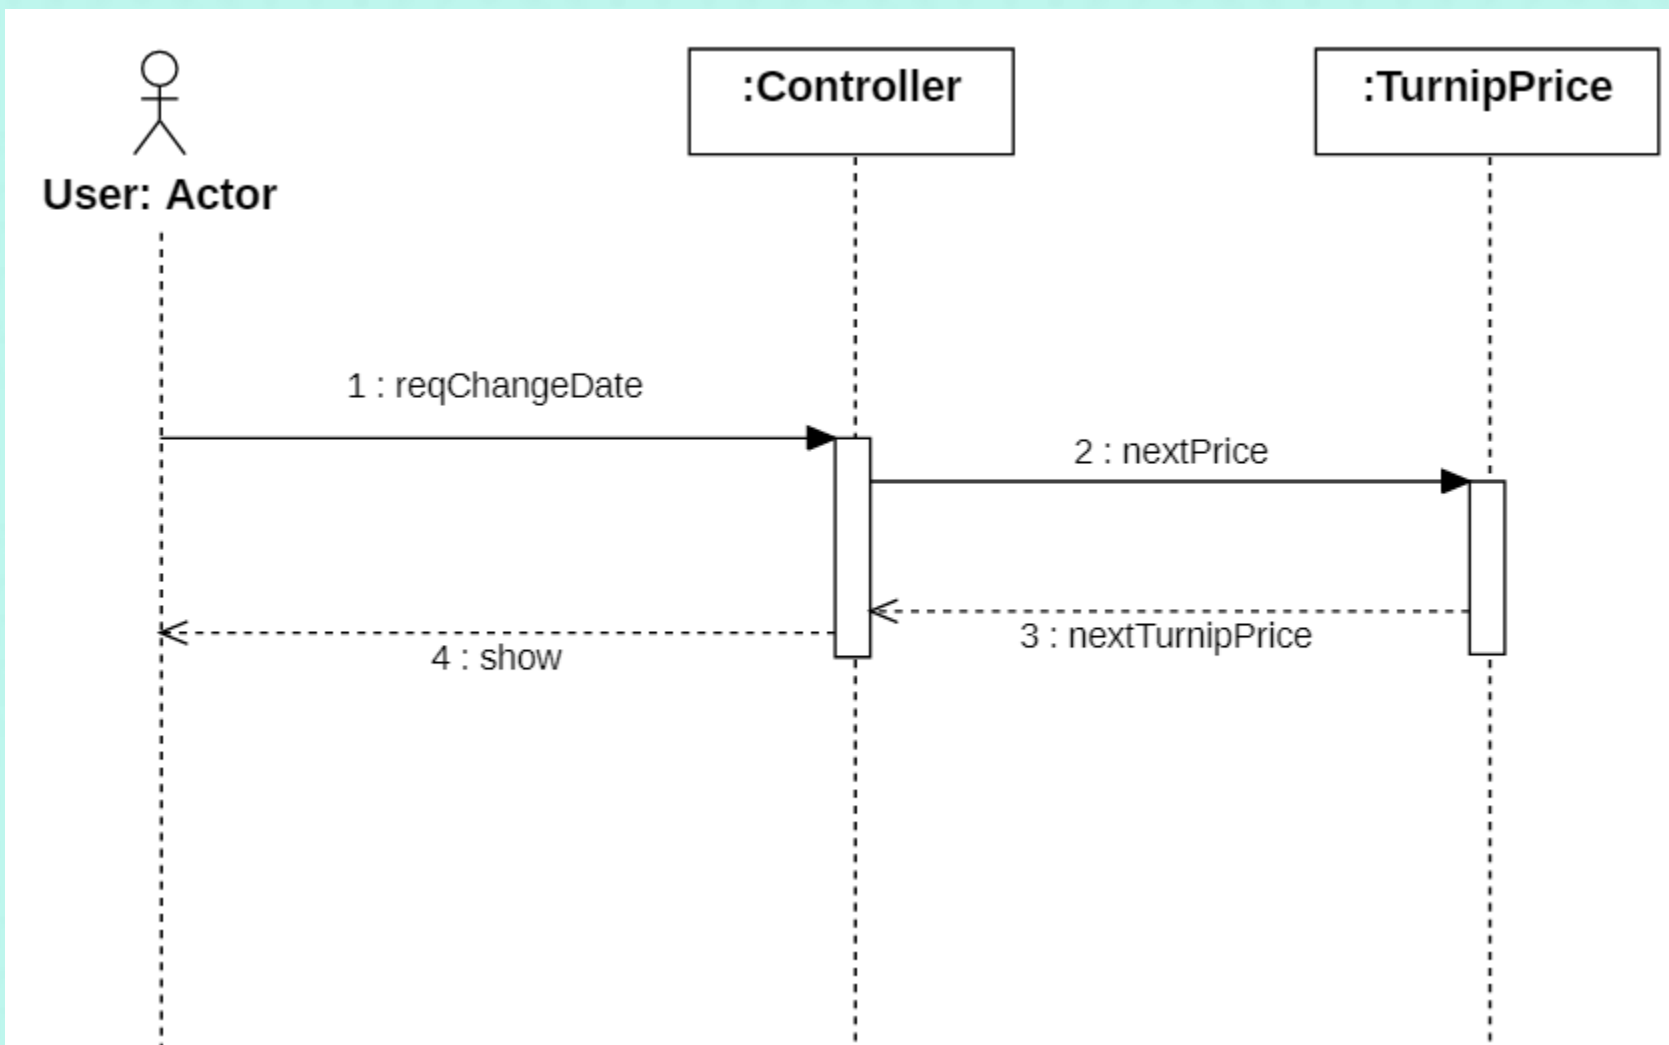 :Controller
:TurnipPrice
User: Actor
1 : reqChangeDate
2 : nextPrice
3 : nextTurnipPrice
4 : show